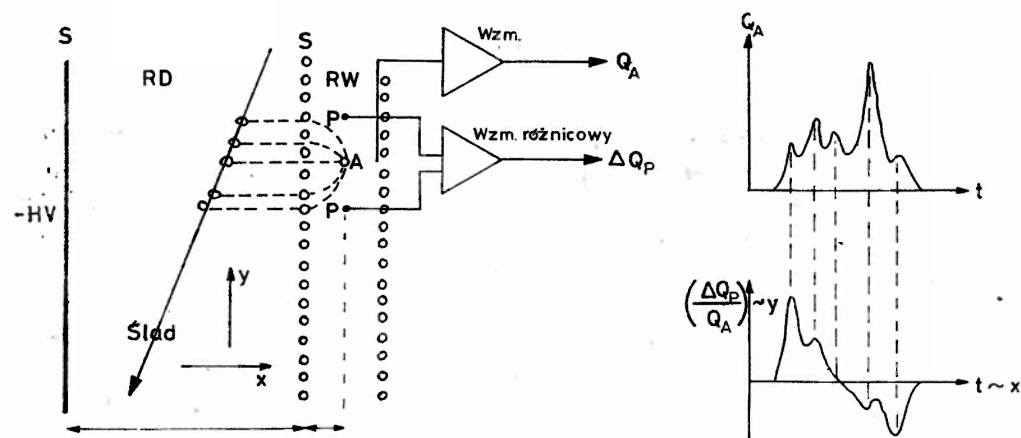 S
RD
S
RW
P
A
P
-HV
Ślad
y
x
Wzm.
Q_A
Wzm. różnicowy
ΔQ_P
Q_A
t
(ΔQ_P/Q_A)~y
t ~ x